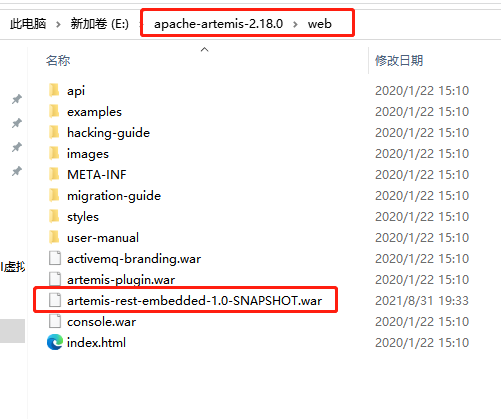 此电脑 > 新加卷 (E:) > apache-artemis-2.18.0 > web
名称 修改日期
api 2020/1/22 15:10
examples 2020/1/22 15:10
hacking-guide 2020/1/22 15:10
images 2020/1/22 15:10
META-INF 2020/1/22 15:10
migration-guide 2020/1/22 15:10
styles 2020/1/22 15:10
user-manual 2020/1/22 15:10
l虚拟
activemq-branding.war 2020/1/22 15:10
artemis-plugin.war 2020/1/22 15:10
artemis-rest-embedded-1.0-SNAPSHOT.war 2021/8/31 19:33
console.war 2020/1/22 15:10
index.html 2020/1/22 15:10